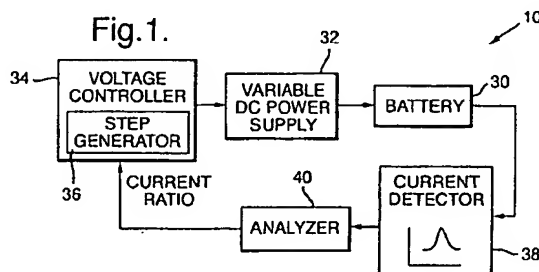 Fig.1.
10
34
VOLTAGE
CONTROLLER
STEP
GENERATOR
36
32
VARIABLE
DC POWER
SUPPLY
30
BATTERY
CURRENT
RATIO
40
ANALYZER
CURRENT
DETECTOR
38